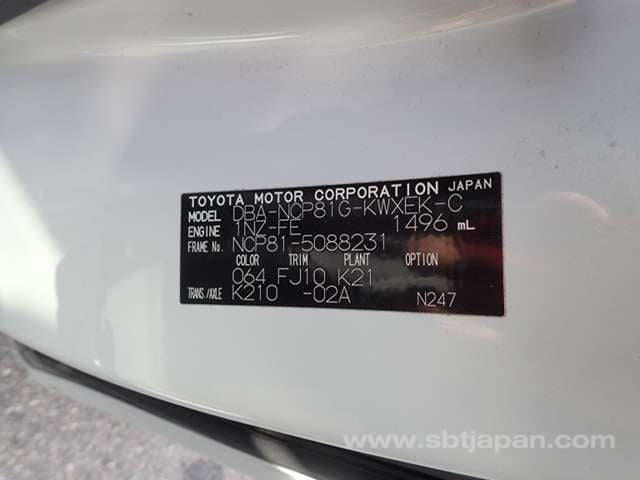 TOYOTA MOTOR CORPORATION JAPAN
MODEL DBA-NCP81G-KWXEK-C
ENGINE 1NZ-FE 1496 mL
FRAME No. NCP81-5088231
COLOR TRIM PLANT OPTION
064 FJ10 K21
TRANS./AXLE K210 -02A N247
www.sbtjapan.com